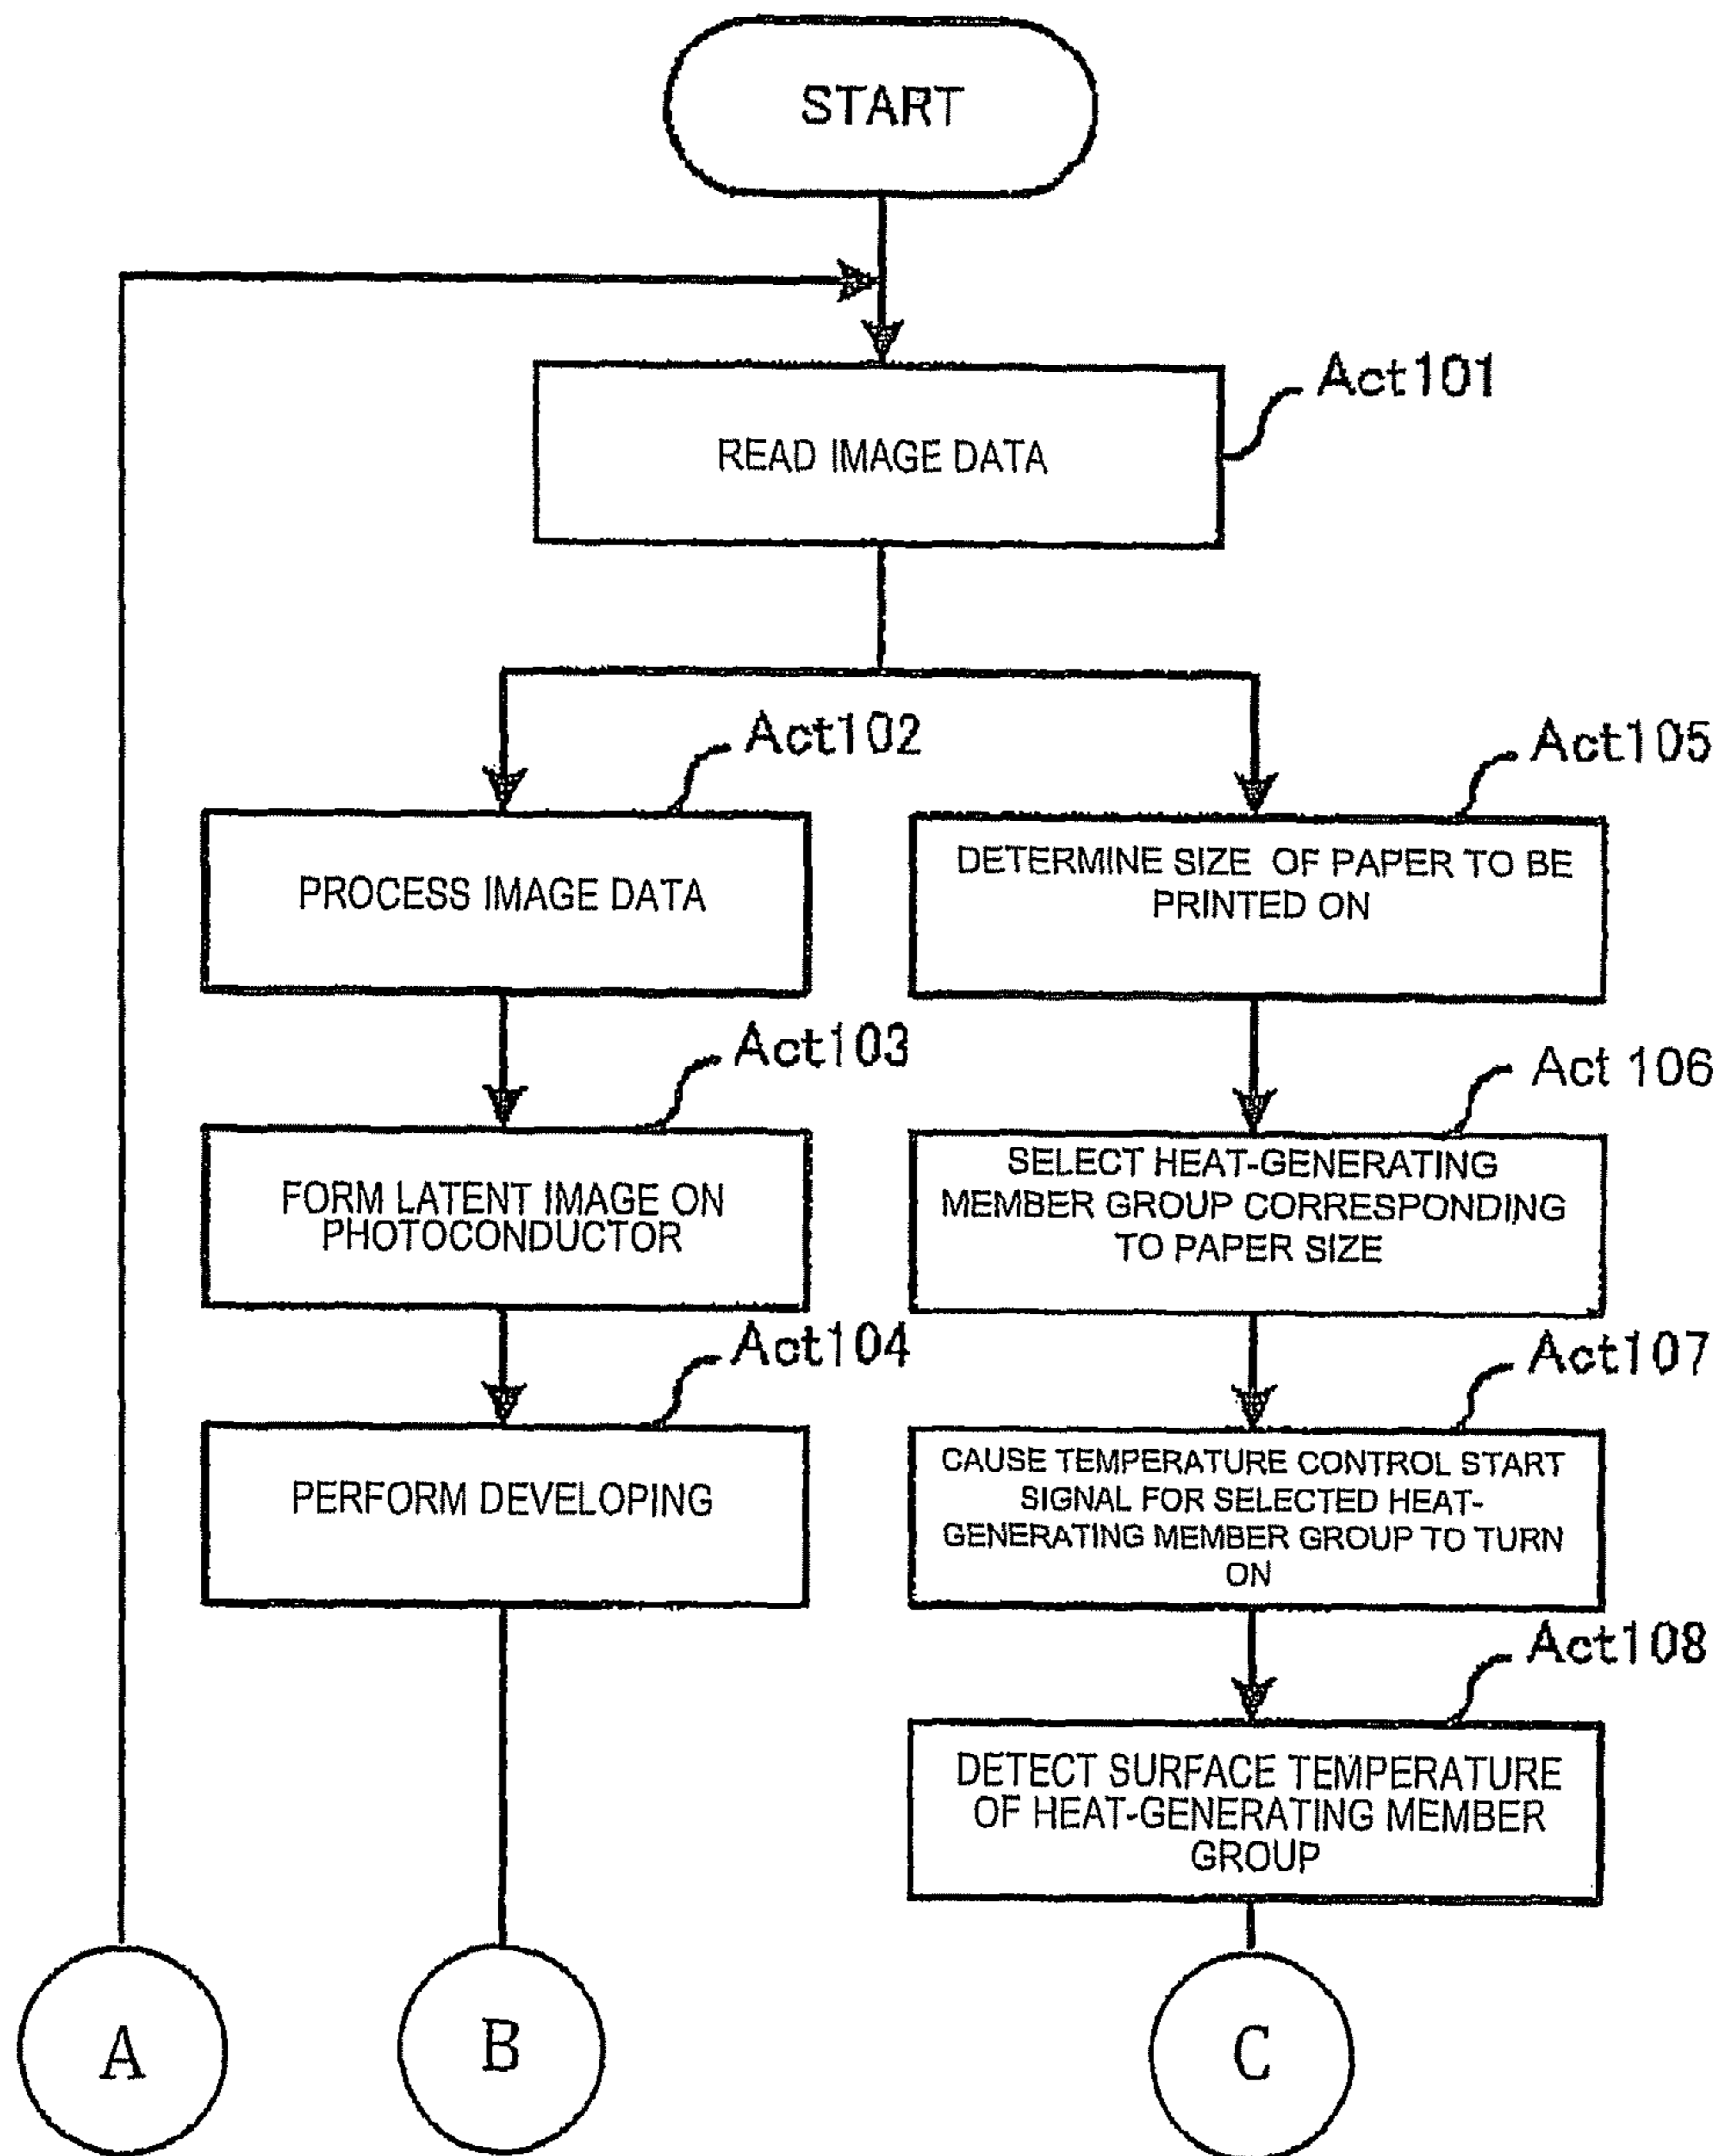 START
Act101
READ IMAGE DATA
Act102
PROCESS IMAGE DATA
Act103
FORM LATENT IMAGE ON
PHOTOCONDUCTOR
Act104
PERFORM DEVELOPING
Act105
DETERMINE SIZE OF PAPER TO BE
PRINTED ON
Act 106
SELECT HEAT-GENERATING
MEMBER GROUP CORRESPONDING
TO PAPER SIZE
Act107
CAUSE TEMPERATURE CONTROL START
SIGNAL FOR SELECTED HEAT-
GENERATING MEMBER GROUP TO TURN
ON
Act108
DETECT SURFACE TEMPERATURE
OF HEAT-GENERATING MEMBER
GROUP
A
B
C